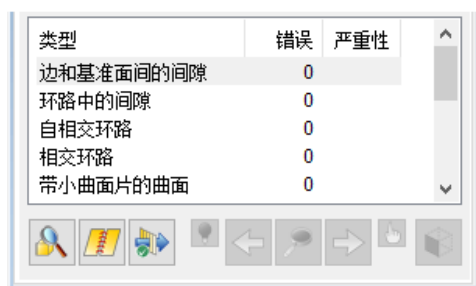 类型 错误 严重性
边和基准面间的间隙 0
环路中的间隙 0
自相交环路 0
相交环路 0
带小曲面片的曲面 0